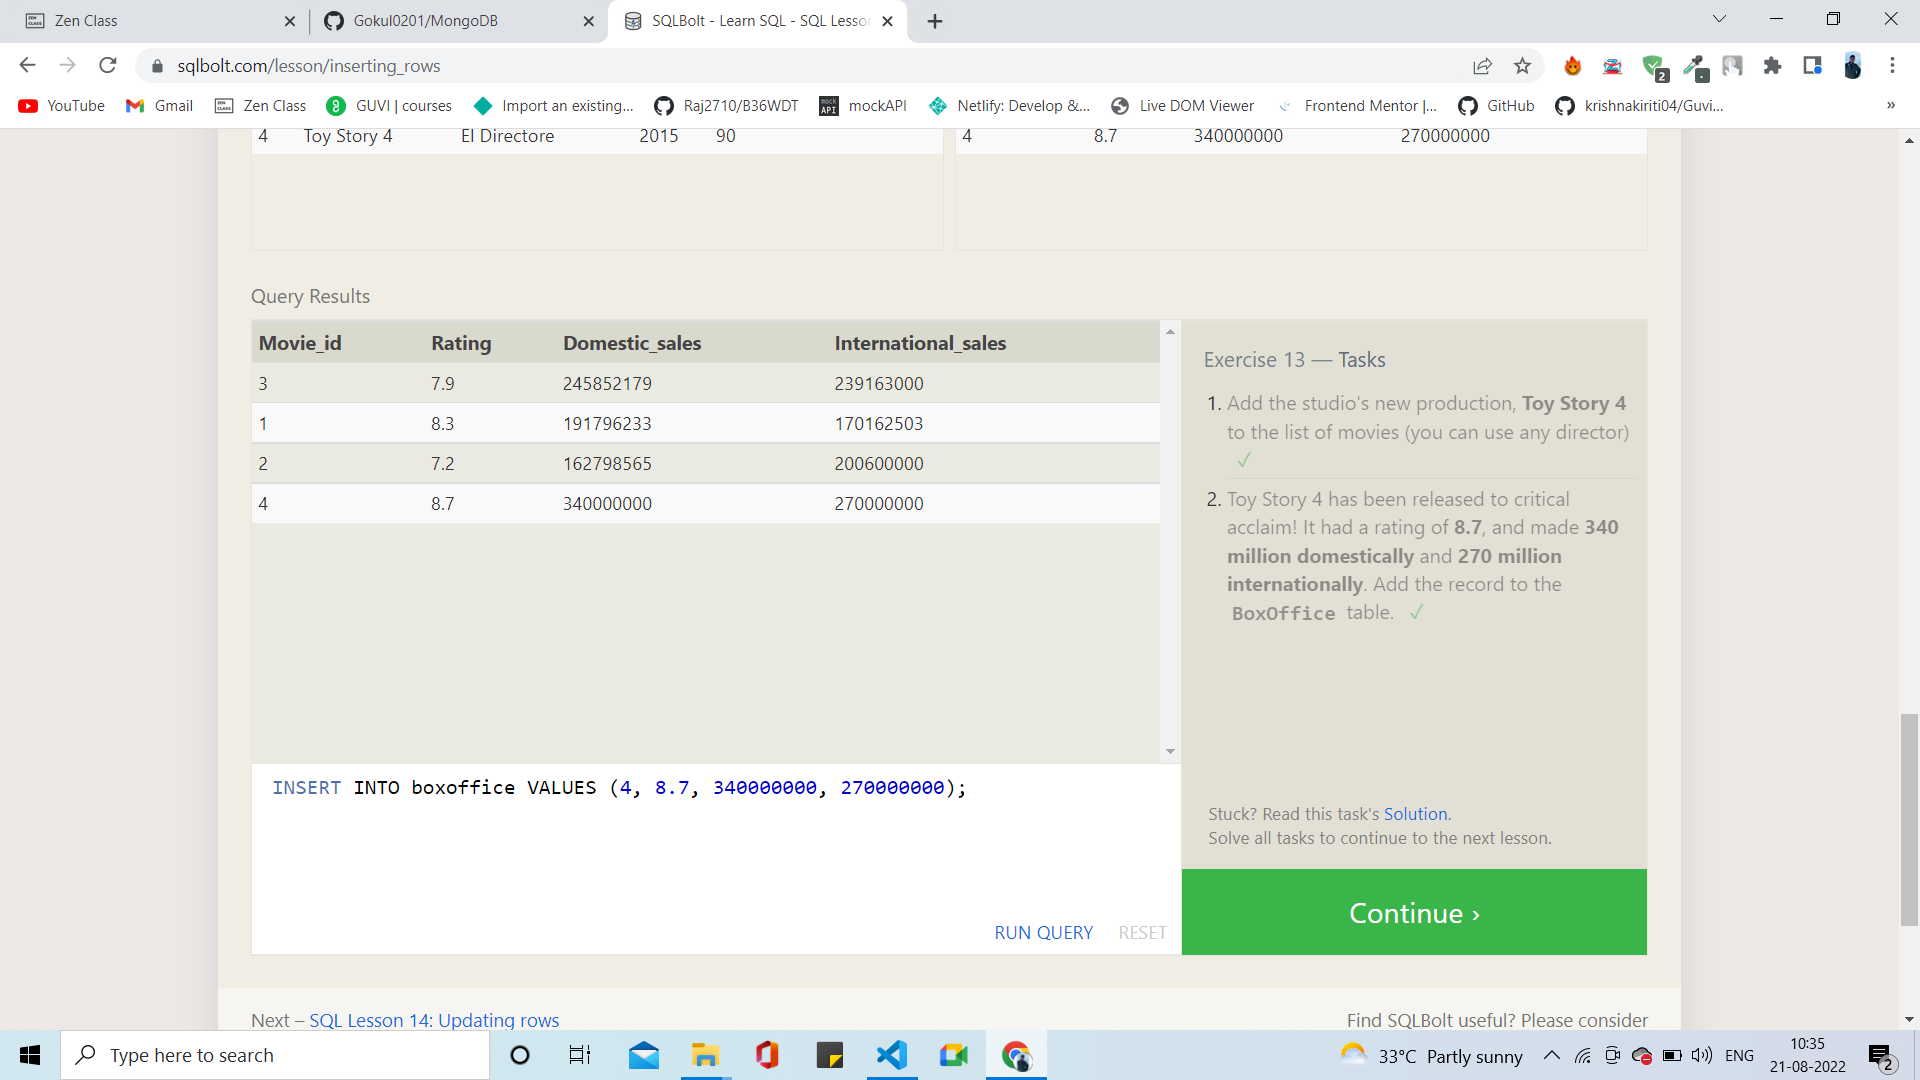 Zen Class
Gokul0201/MongoDB
SQLBolt - Learn SQL - SQL Lesso
sqlbolt.com/lesson/inserting_rows
2
YouTube
Gmail
Zen Class
GUVI | courses
Import an existing...
Raj2710/B36WDT
mock API
mockAPI
Netlify: Develop &...
Live DOM Viewer
Frontend Mentor |...
GitHub
krishnakiriti04/Guvi...
»
4 Toy Story 4 El Directore 2015 90
4 8.7 340000000 270000000
Query Results
Movie_id Rating Domestic_sales International_sales
3 7.9 245852179 239163000
1 8.3 191796233 170162503
2 7.2 162798565 200600000
4 8.7 340000000 270000000
Exercise 13 — Tasks
1. Add the studio's new production, Toy Story 4
to the list of movies (you can use any director)
✓
2. Toy Story 4 has been released to critical
acclaim! It had a rating of 8.7, and made 340
million domestically and 270 million
internationally. Add the record to the
BoxOffice table. ✓
INSERT INTO boxoffice VALUES (4, 8.7, 340000000, 270000000);
Stuck? Read this task's Solution.
Solve all tasks to continue to the next lesson.
RUN QUERY RESET
Continue ›
Next – SQL Lesson 14: Updating rows
Find SQLBolt useful? Please consider
Type here to search
33°C Partly sunny
ENG
10:35
21-08-2022
2